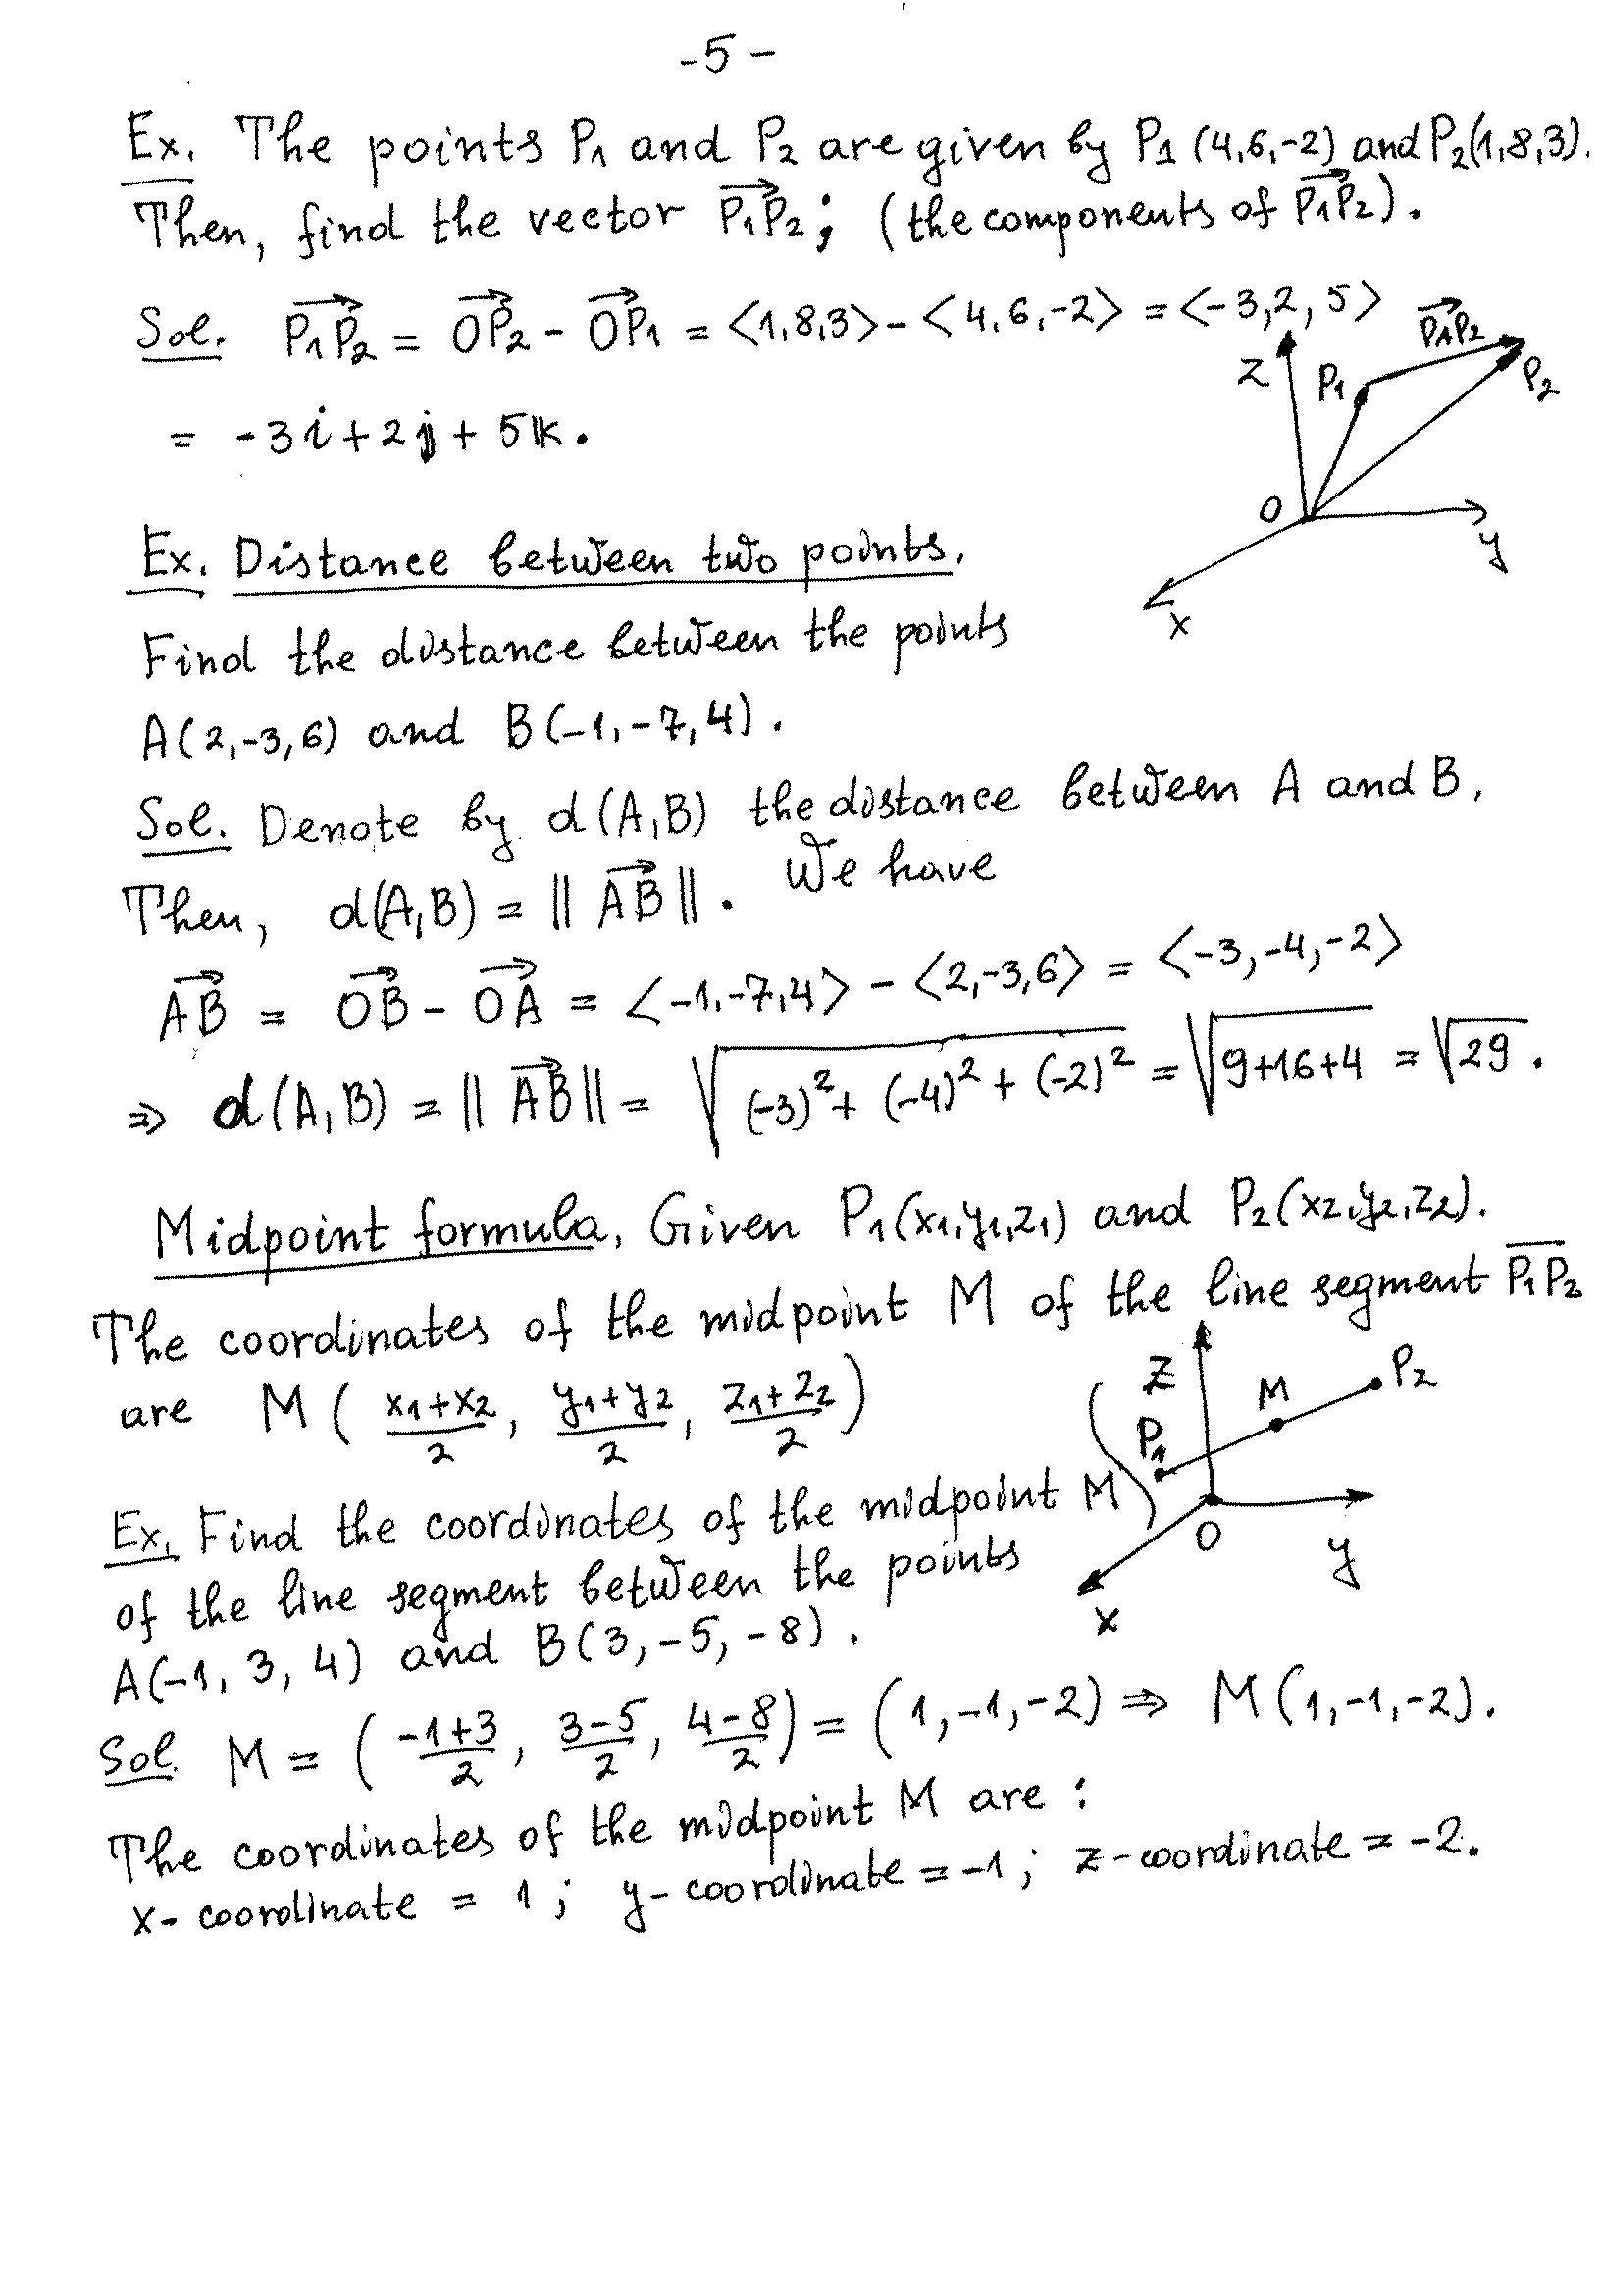 -5-
Ex. The points P₁ and P₂ are given by P₁ (4,6,-2) and P₂(1,8,3).
Then, find the vector P₁P₂⃗; (the components of P₁P₂⃗).
Sol. P₁P₂⃗ = OP₂⃗ - OP₁⃗ = ⟨1,8,3⟩ - ⟨4,6,-2⟩ = ⟨-3,2,5⟩
P₁P₂⃗
z P₁ P₂
= -3i + 2j + 5k.
O
y
x
Ex. Distance between two points.
Find the distance between the points
A(2,-3,6) and B(-1,-7,4).
Sol. Denote by d(A,B) the distance between A and B.
Then, d(A,B) = ‖AB⃗‖. We have
AB⃗ = OB⃗ - OA⃗ = ⟨-1,-7,4⟩ - ⟨2,-3,6⟩ = ⟨-3,-4,-2⟩
⇒ d(A,B) = ‖AB⃗‖ = √((-3)² + (-4)² + (-2)²) = √(9+16+4) = √29.
Midpoint formula. Given P₁(x₁,y₁,z₁) and P₂(x₂,y₂,z₂).
The coordinates of the midpoint M of the line segment P̅₁P̅₂
are M( (x₁+x₂)/2, (y₁+y₂)/2, (z₁+z₂)/2 )
z M P₂
P₁
O
y
x
Ex. Find the coordinates of the midpoint M
of the line segment between the points
A(-1, 3, 4) and B(3, -5, -8).
Sol. M = ( (-1+3)/2, (3-5)/2, (4-8)/2 ) = (1,-1,-2) ⇒ M(1,-1,-2).
The coordinates of the midpoint M are:
x-coordinate = 1; y-coordinate = -1; z-coordinate = -2.